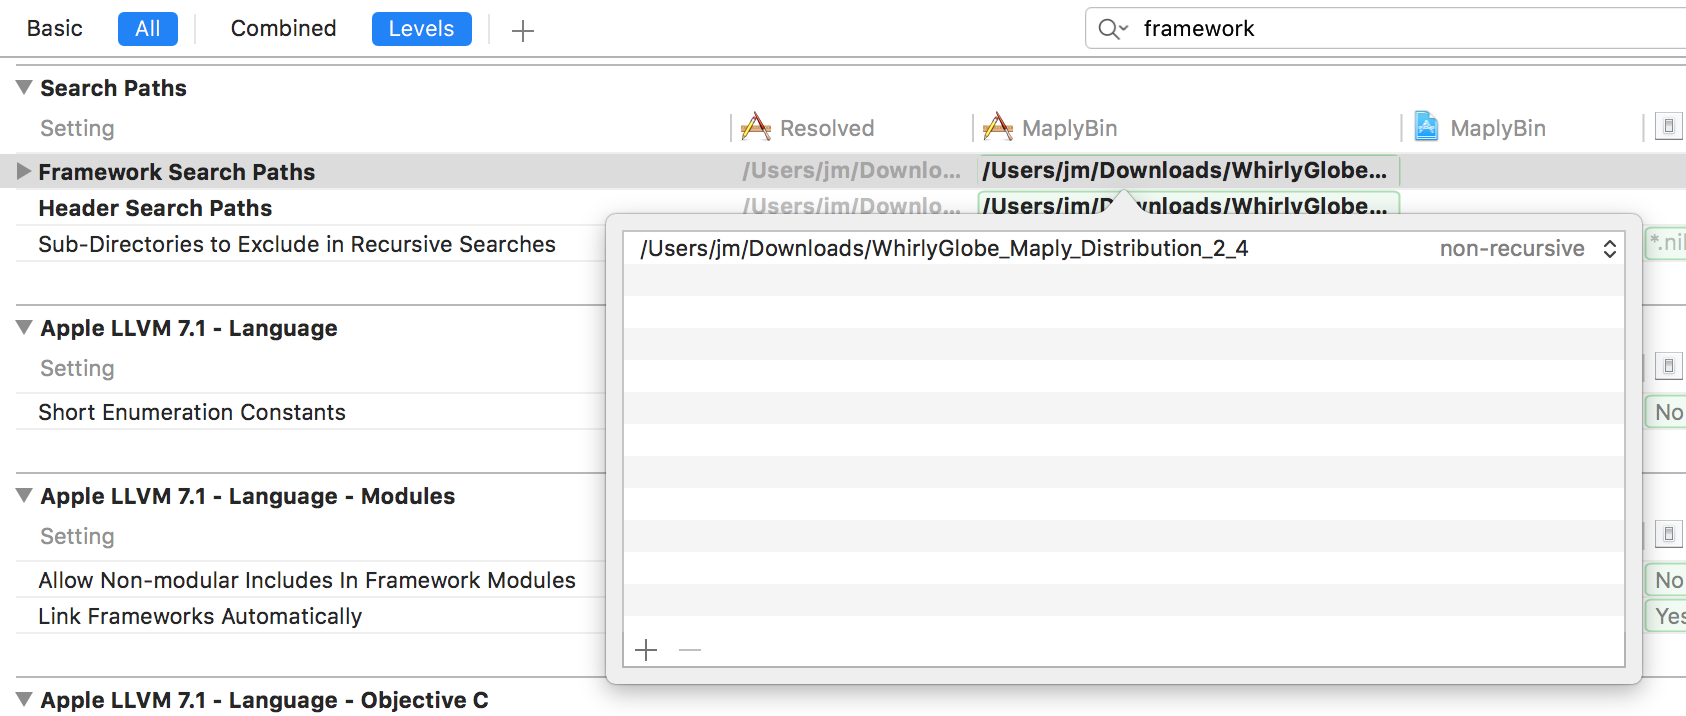 Basic All Combined Levels framework
Search Paths
Setting Resolved MaplyBin MaplyBin
Framework Search Paths /Users/jm/Downlo... /Users/jm/Downloads/WhirlyGlobe...
Header Search Paths /Users/jm/Downlo... /Users/jm/Downloads/WhirlyGlobe...
Sub-Directories to Exclude in Recursive Searches *.nil
/Users/jm/Downloads/WhirlyGlobe_Maply_Distribution_2_4 non-recursive
Apple LLVM 7.1 - Language
Setting
Short Enumeration Constants No
Apple LLVM 7.1 - Language - Modules
Setting
Allow Non-modular Includes In Framework Modules No
Link Frameworks Automatically Yes
Apple LLVM 7.1 - Language - Objective C